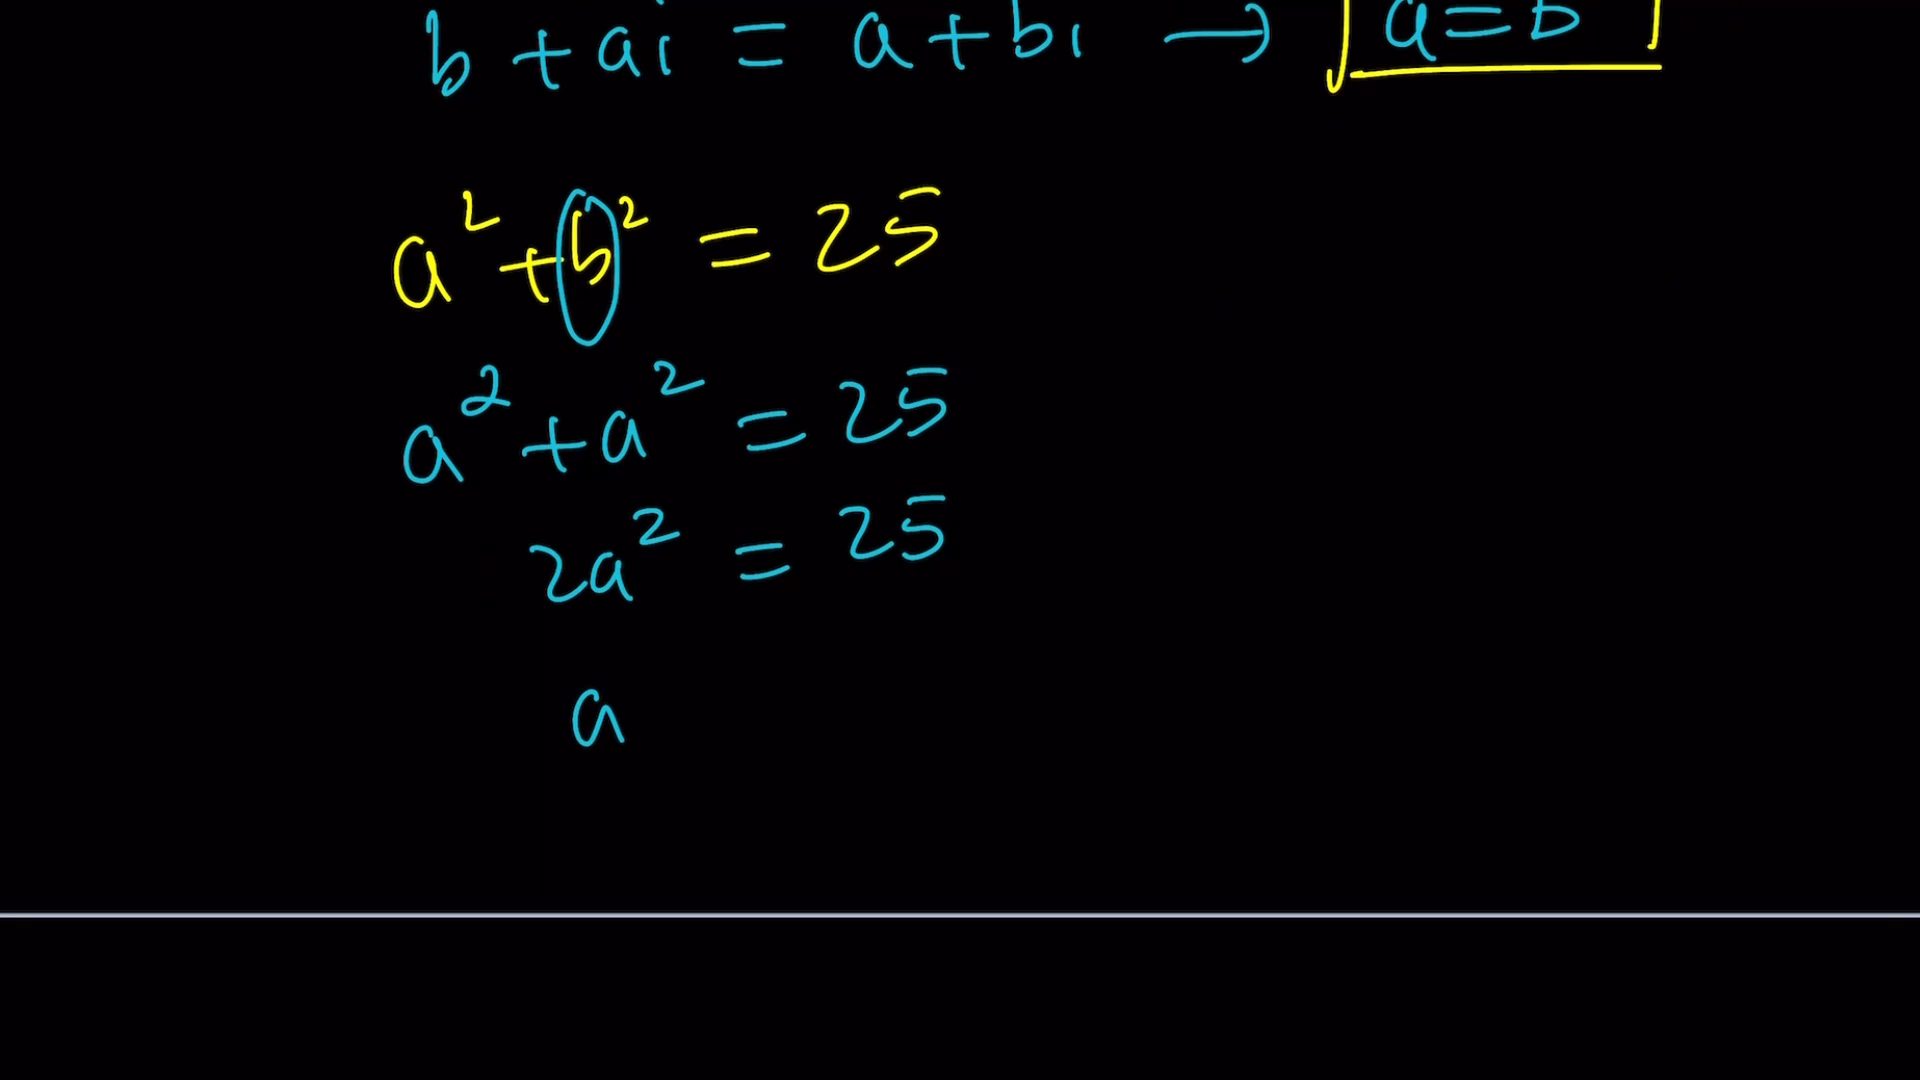 b + ai = a + bi → a = b
a² + b² = 25
a² + a² = 25
2a² = 25
a